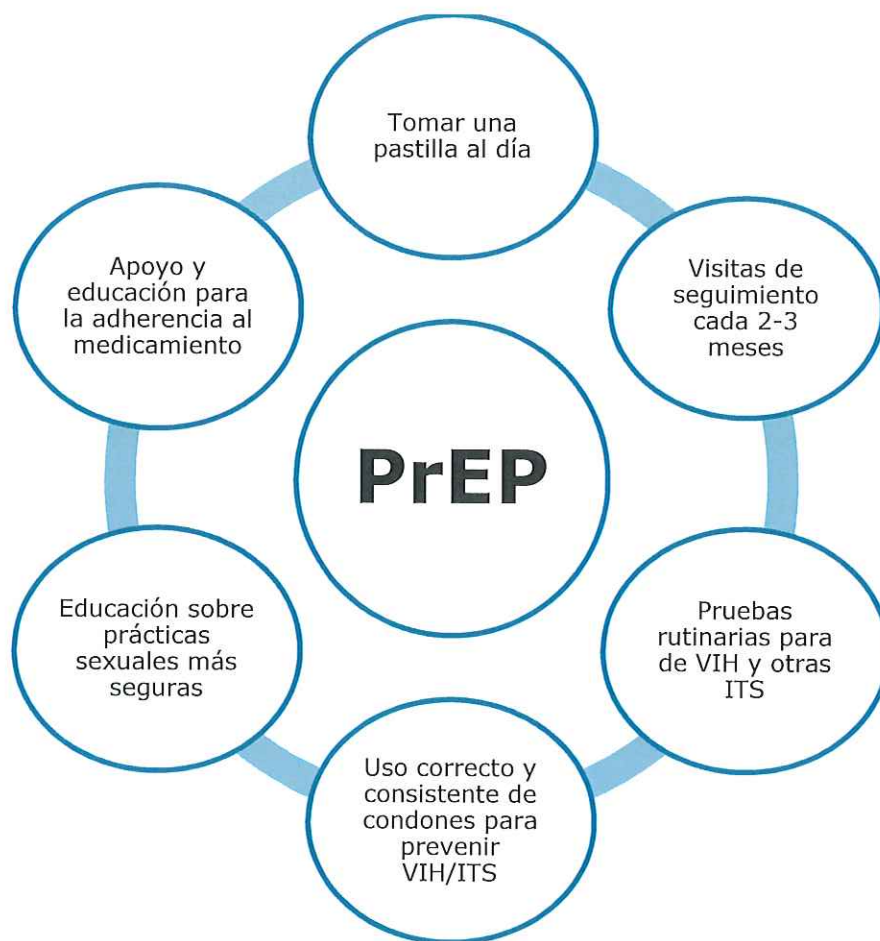 Tomar una
pastilla al día
Visitas de
seguimiento
cada 2-3
meses
Pruebas
rutinarias para
de VIH y otras
ITS
Uso correcto y
consistente de
condones para
prevenir
VIH/ITS
Educación sobre
prácticas
sexuales más
seguras
Apoyo y
educación para
la adherencia al
medicamiento
PrEP